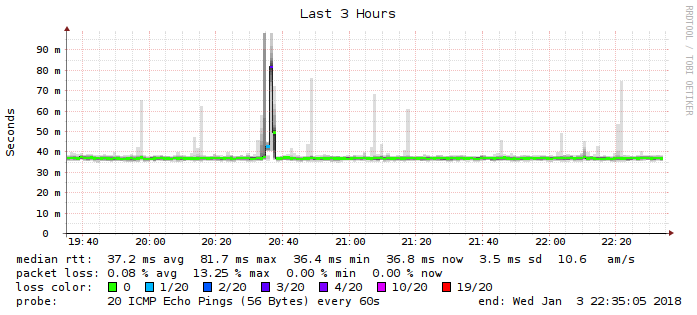 Last 3 Hours
RRDTOOL / TOBI OETIKER
Seconds
90 m
80 m
70 m
60 m
50 m
40 m
30 m
20 m
10 m
0
19:40 20:00 20:20 20:40 21:00 21:20 21:40 22:00 22:20
median rtt: 37.2 ms avg 81.7 ms max 36.4 ms min 36.8 ms now 3.5 ms sd 10.6 am/s
packet loss: 0.08 % avg 13.25 % max 0.00 % min 0.00 % now
loss color: 0 1/20 2/20 3/20 4/20 10/20 19/20
probe: 20 ICMP Echo Pings (56 Bytes) every 60s end: Wed Jan 3 22:35:05 2018